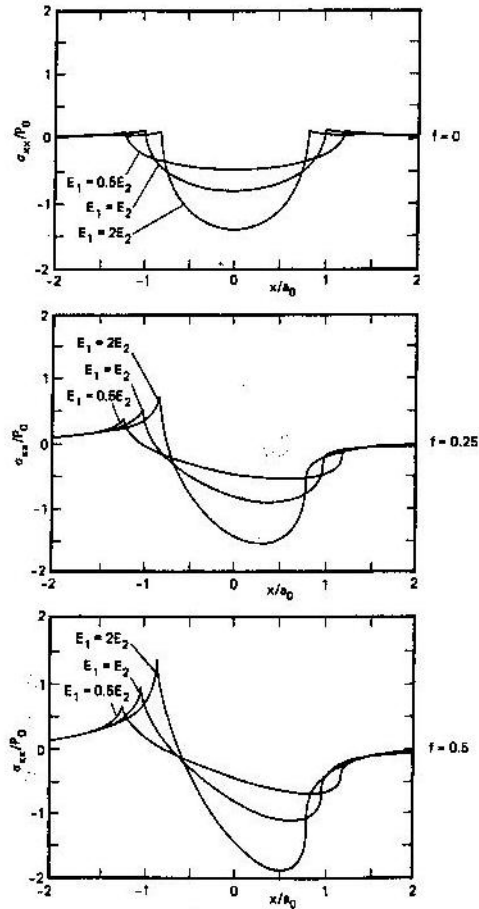 2
1
0
-1
-2
σxx/P0
E1 = 0.5E2
E1 = E2
E1 = 2E2
f = 0
-2
-1
0
1
2
x/a0
2
1
0
-1
-2
σxx/P0
E1 = 2E2
E1 = E2
E1 = 0.5E2
f = 0.25
-2
-1
0
1
2
x/a0
2
1
0
-1
-2
σxx/P0
E1 = 2E2
E1 = E2
E1 = 0.5E2
f = 0.5
-2
-1
0
1
2
x/a0